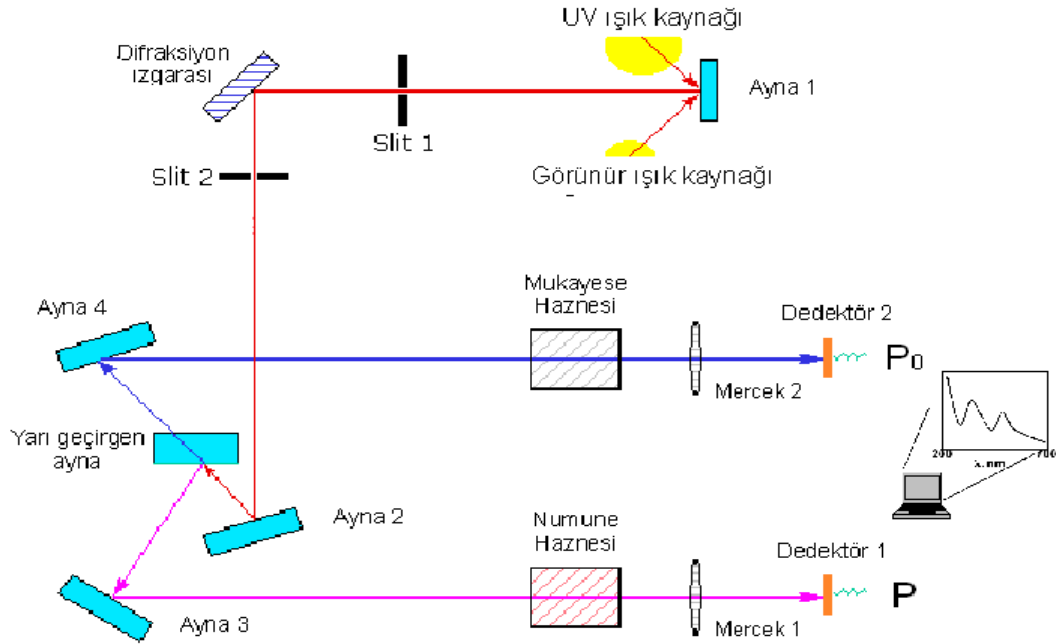 UV ışık kaynağı
Difraksiyon
ızgarası
Ayna 1
Slit 1
Slit 2
Görünür ışık kaynağı
Mukayese
Haznesi
Ayna 4
Dedektör 2
P0
Mercek 2
Yarı geçirgen
ayna
200
700
λ, nm
Ayna 2
Numune
Haznesi
Dedektör 1
P
Ayna 3
Mercek 1